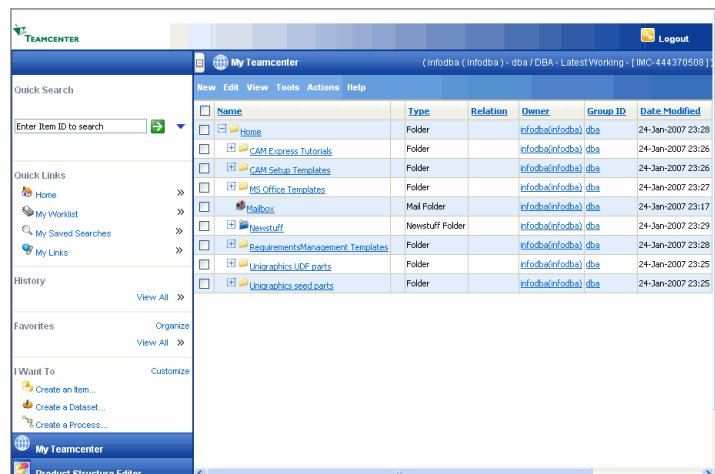 TEAMCENTER
Logout
My Teamcenter (infodba ( infodba ) - dba / DBA - Latest Working - [ IMC-444370508 ]
New Edit View Tools Actions Help
Quick Search
Enter Item ID to search
Quick Links
Home »
My Worklist »
My Saved Searches »
My Links »
History
View All »
Favorites Organize
View All »
I Want To Customize
Create an Item...
Create a Dataset...
Create a Process...
My Teamcenter
Product Structure Editor
Name Type Relation Owner Group ID Date Modified
Home Folder infodba(infodba) dba 24-Jan-2007 23:28
CAM Express Tutorials Folder infodba(infodba) dba 24-Jan-2007 23:26
CAM Setup Templates Folder infodba(infodba) dba 24-Jan-2007 23:26
MS Office Templates Folder infodba(infodba) dba 24-Jan-2007 23:27
Mailbox Mail Folder infodba(infodba) dba 24-Jan-2007 23:17
Newstuff Newstuff Folder infodba(infodba) dba 24-Jan-2007 23:29
RequirementsManagement Templates Folder infodba(infodba) dba 24-Jan-2007 23:28
Unigraphics UDF parts Folder infodba(infodba) dba 24-Jan-2007 23:25
Unigraphics seed parts Folder infodba(infodba) dba 24-Jan-2007 23:25